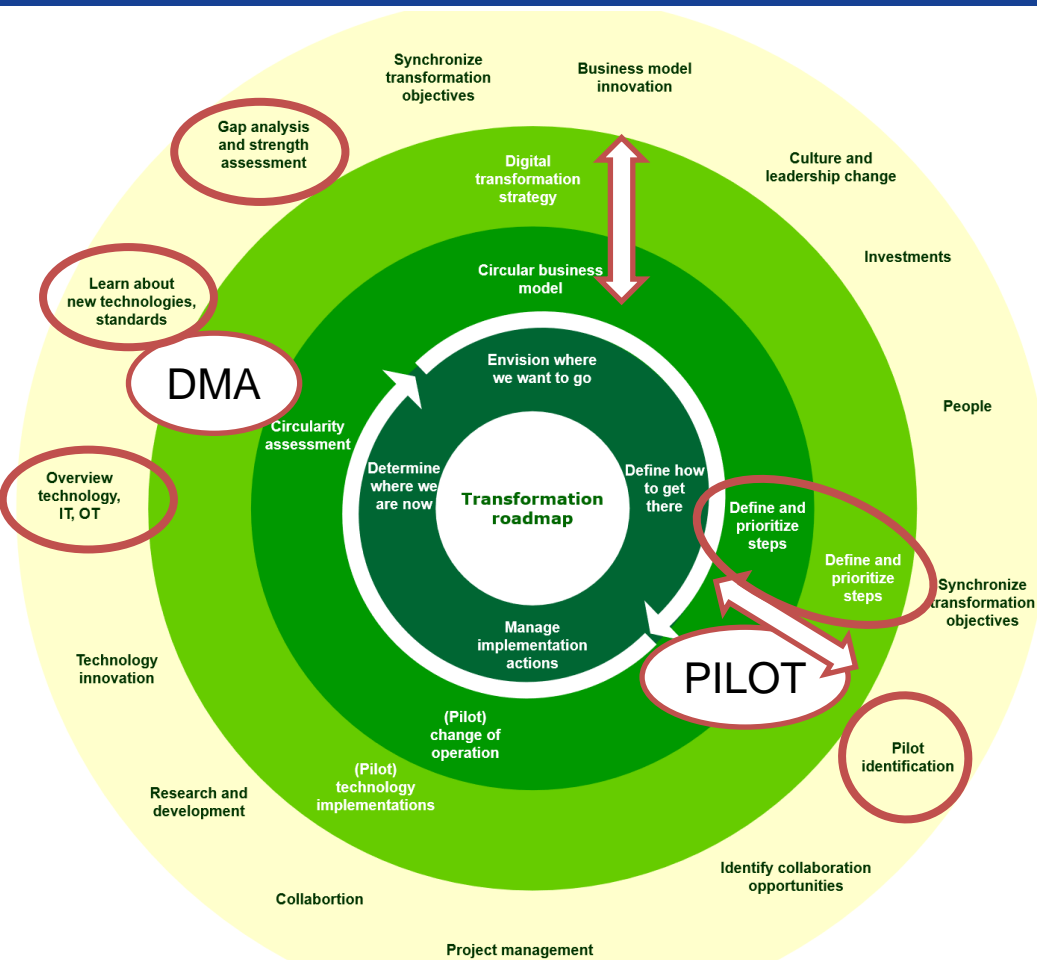 Synchronize
transformation
objectives
Business model
innovation
Gap analysis
and strength
assessment
Culture and
leadership change
Digital
transformation
strategy
Investments
Learn about
new technologies,
standards
Circular business
model
DMA
Envision where
we want to go
People
Circularity
assessment
Overview
technology,
IT, OT
Determine
where we
are now
Transformation
roadmap
Define how
to get
there
Define and
prioritize
steps
Define and
prioritize
steps
Synchronize
transformation
objectives
Manage
implementation
actions
PILOT
Technology
innovation
(Pilot)
change of
operation
Pilot
identification
(Pilot)
technology
implementations
Research and
development
Identify collaboration
opportunities
Collabortion
Project management